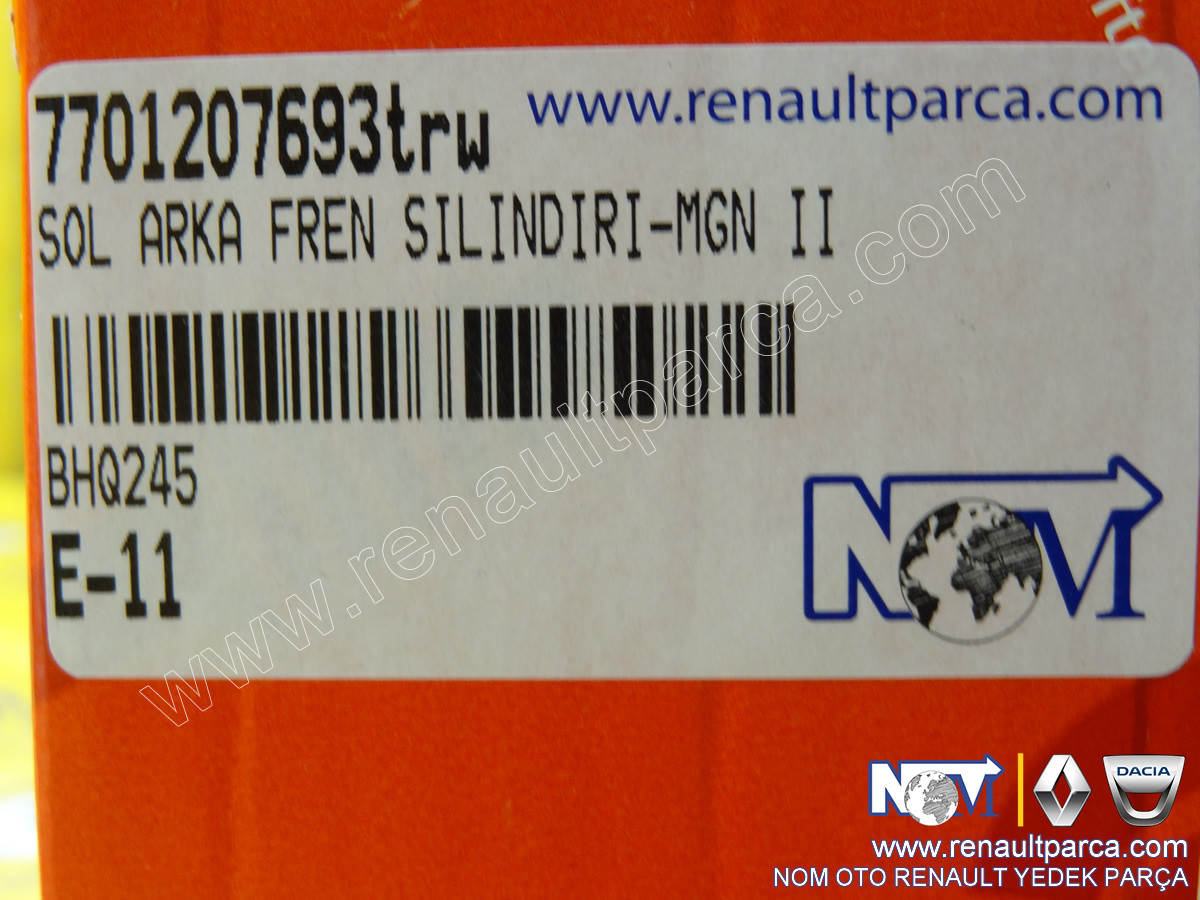 7701207693trw
www.renaultparca.com
SOL ARKA FREN SILINDIRI-MGN II
www.renaultparca.com
BHQ245
E-11
NOM
NOM
DACIA
www.renaultparca.com
NOM OTO RENAULT YEDEK PARÇA